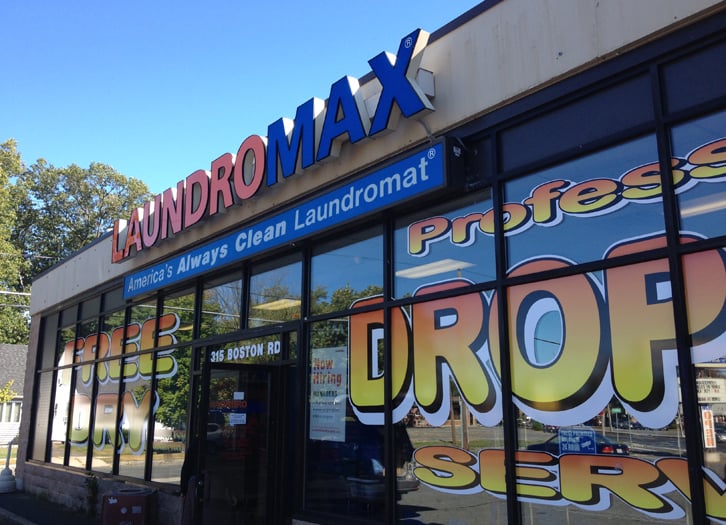 LAUNDROMAX®
America's Always Clean Laundromat®
FREE
DRY
315 BOSTON RD
Now
Hiring
Profess
DROP
SERV